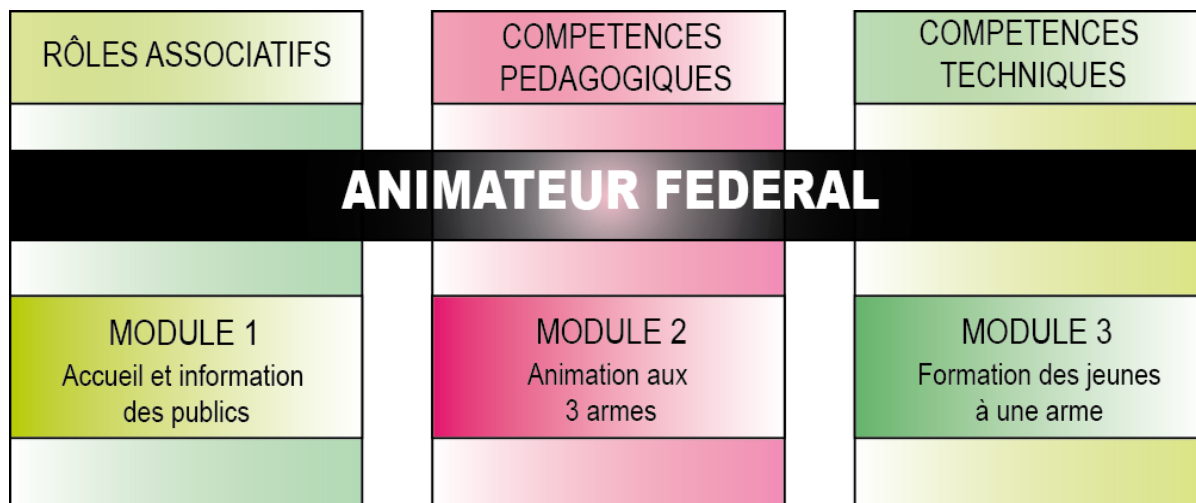 RÔLES ASSOCIATIFS
COMPETENCES
PEDAGOGIQUES
COMPETENCES
TECHNIQUES
ANIMATEUR FEDERAL
MODULE 1
Accueil et information
des publics
MODULE 2
Animation aux
3 armes
MODULE 3
Formation des jeunes
à une arme